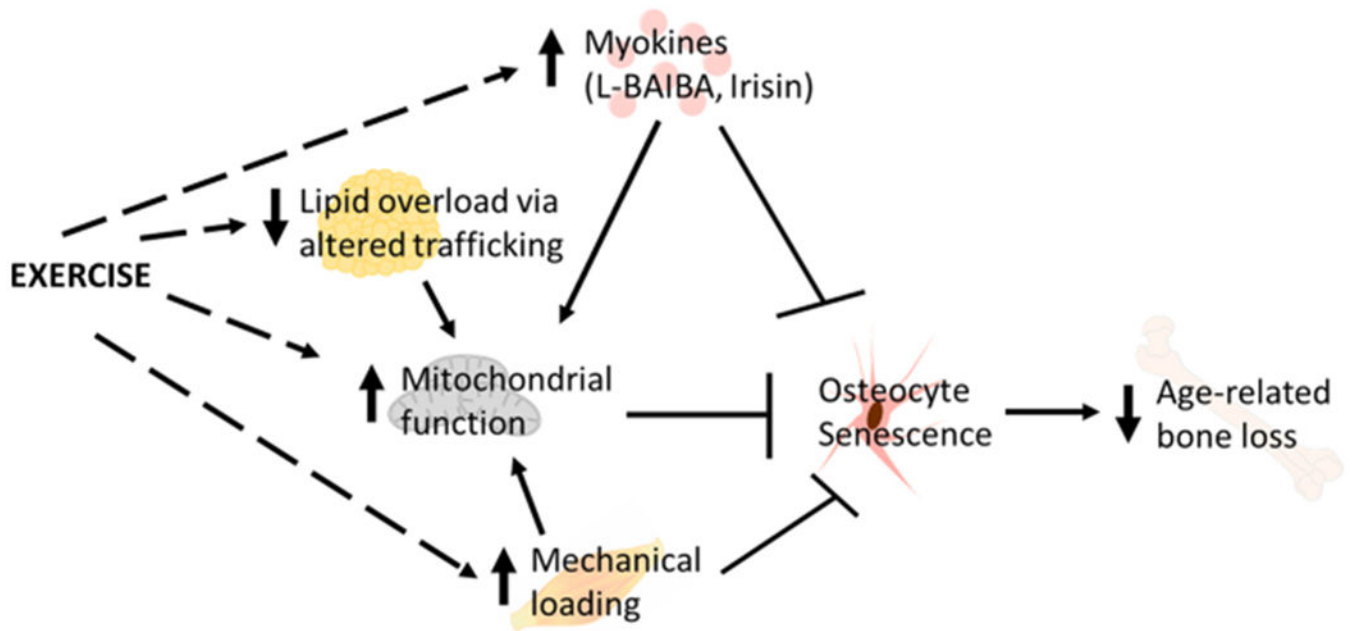 Myokines
(L-BAIBA, Irisin)
Lipid overload via
altered trafficking
EXERCISE
Mitochondrial
function
Osteocyte
Senescence
Age-related
bone loss
Mechanical
loading